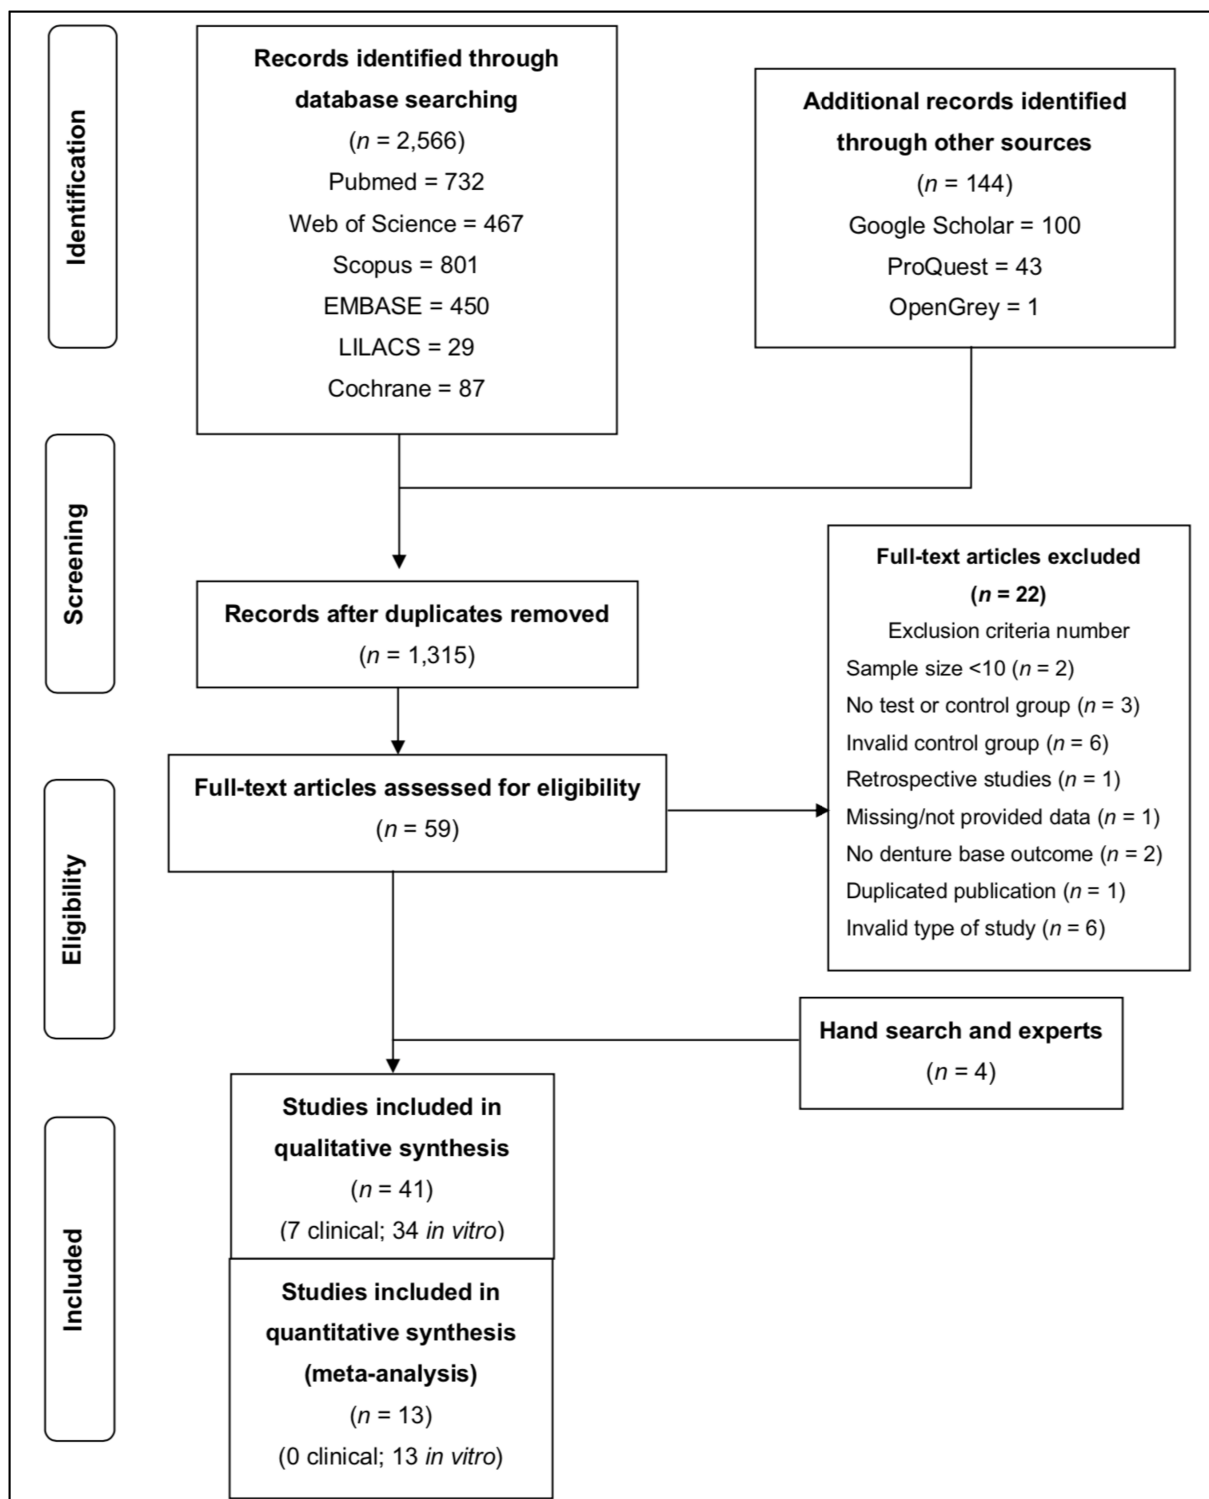 Identification
Records identified through
database searching
(n = 2,566)
Pubmed = 732
Web of Science = 467
Scopus = 801
EMBASE = 450
LILACS = 29
Cochrane = 87
Additional records identified
through other sources
(n = 144)
Google Scholar = 100
ProQuest = 43
OpenGrey = 1
Screening
Records after duplicates removed
(n = 1,315)
Full-text articles excluded
(n = 22)
Exclusion criteria number
Sample size <10 (n = 2)
No test or control group (n = 3)
Invalid control group (n = 6)
Retrospective studies (n = 1)
Missing/not provided data (n = 1)
No denture base outcome (n = 2)
Duplicated publication (n = 1)
Invalid type of study (n = 6)
Eligibility
Full-text articles assessed for eligibility
(n = 59)
Hand search and experts
(n = 4)
Included
Studies included in
qualitative synthesis
(n = 41)
(7 clinical; 34 in vitro)
Studies included in
quantitative synthesis
(meta-analysis)
(n = 13)
(0 clinical; 13 in vitro)